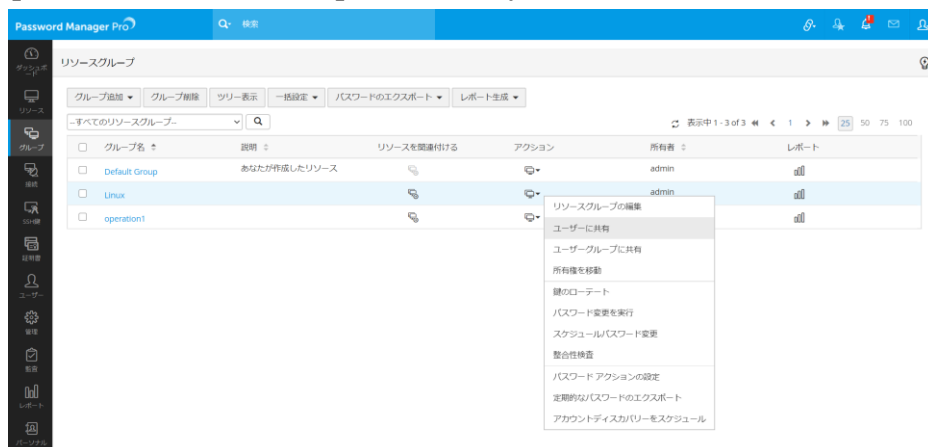 Password Manager Pro
検索
ダッシュボ
ード
リソース
グループ
接続
SSH鍵
証明書
ユーザー
管理
監査
レポート
パーソナル
リソースグループ
グループ追加 グループ削除 ツリー表示 一括設定 パスワードのエクスポート レポート生成
--すべてのリソースグループ-- 表示中 1 - 3 of 3 1 25 50 75 100
グループ名 説明 リソースを関連付ける アクション 所有者 レポート
Default Group あなたが作成したリソース admin
Linux admin
operation1
リソースグループの編集
ユーザーに共有
ユーザーグループに共有
所有権を移動
鍵のローテート
パスワード変更を実行
スケジュールパスワード変更
整合性検査
パスワード アクションの設定
定期的なパスワードのエクスポート
アカウントディスカバリーをスケジュール